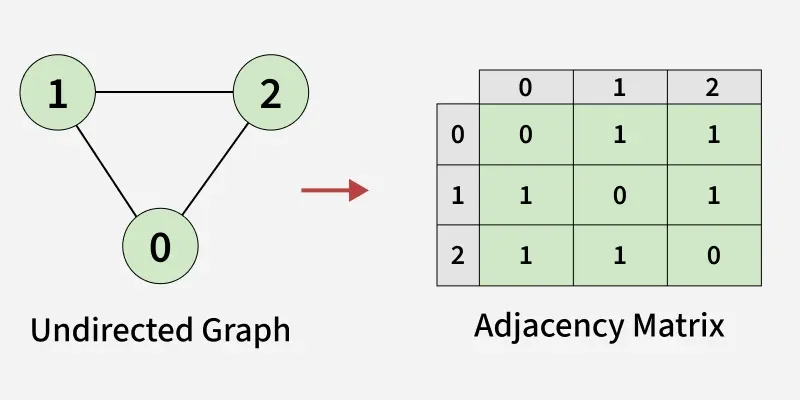 1 2
0
Undirected Graph
0 1 2
0 0 1 1
1 1 0 1
2 1 1 0
Adjacency Matrix